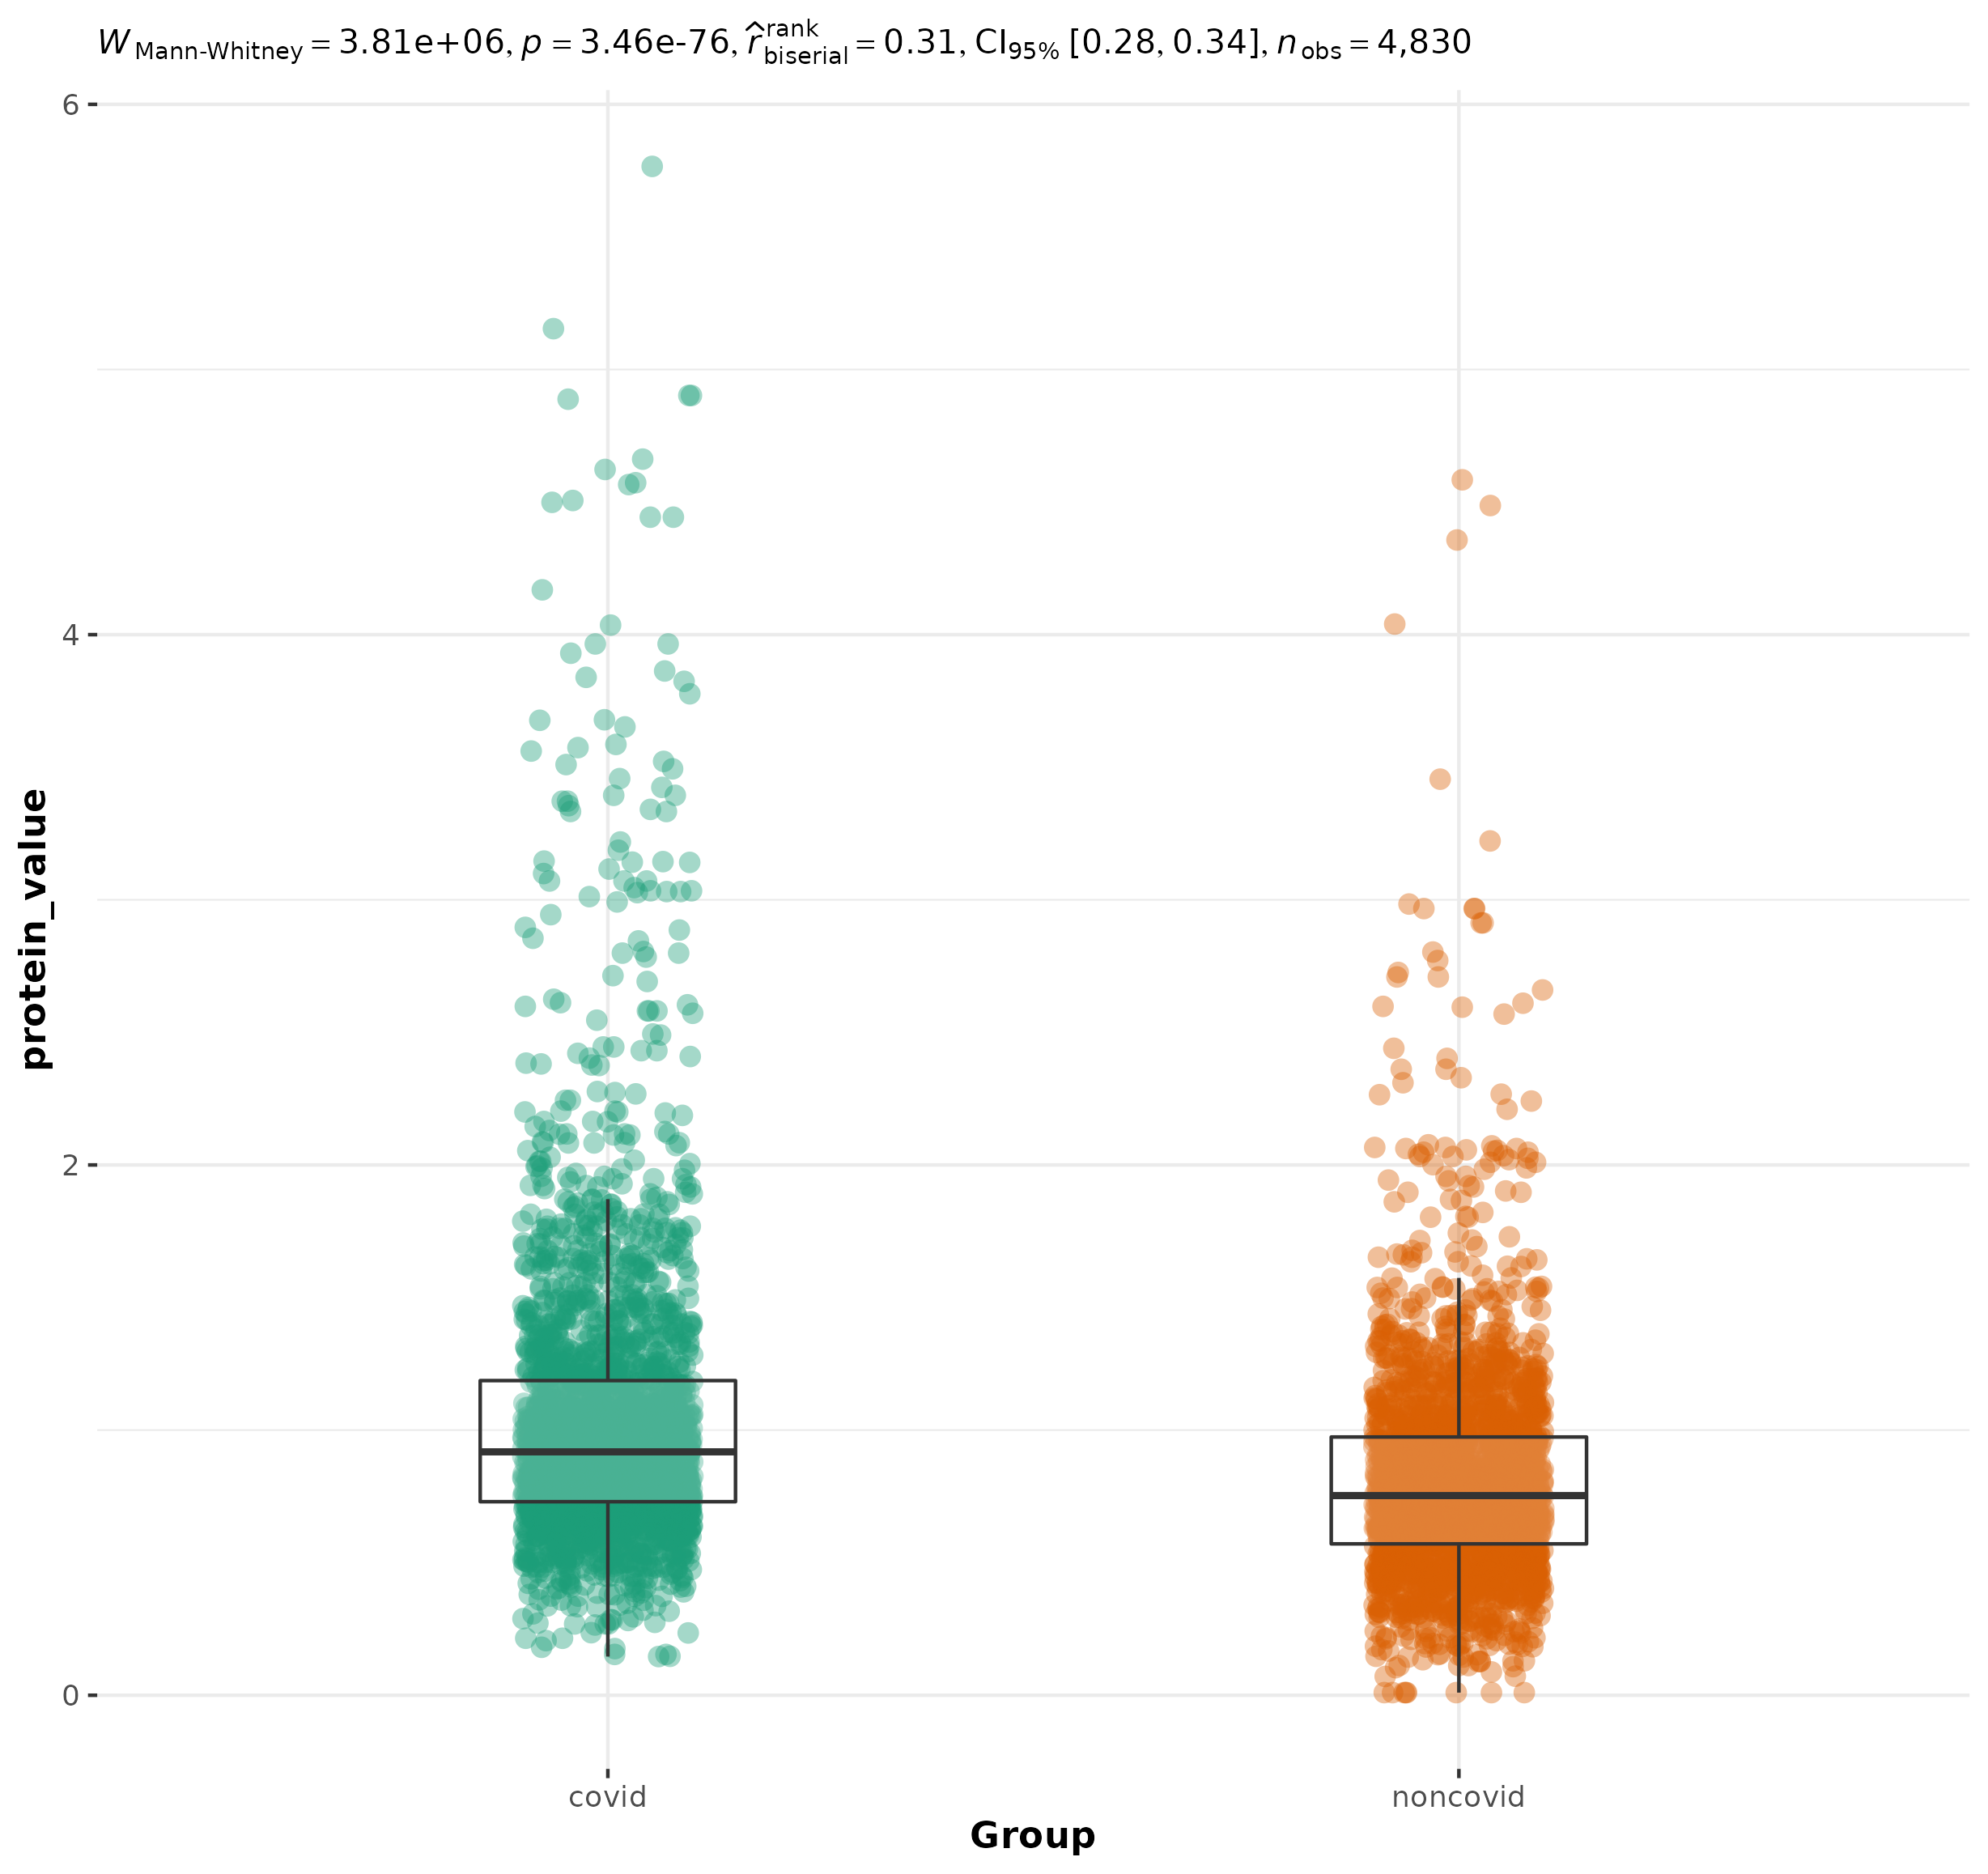 W Mann-Whitney = 3.81e+06, p = 3.46e-76, r̂ rank biserial = 0.31, CI95% [0.28, 0.34], nobs = 4,830
6
4
2
0
protein_value
covid
noncovid
Group